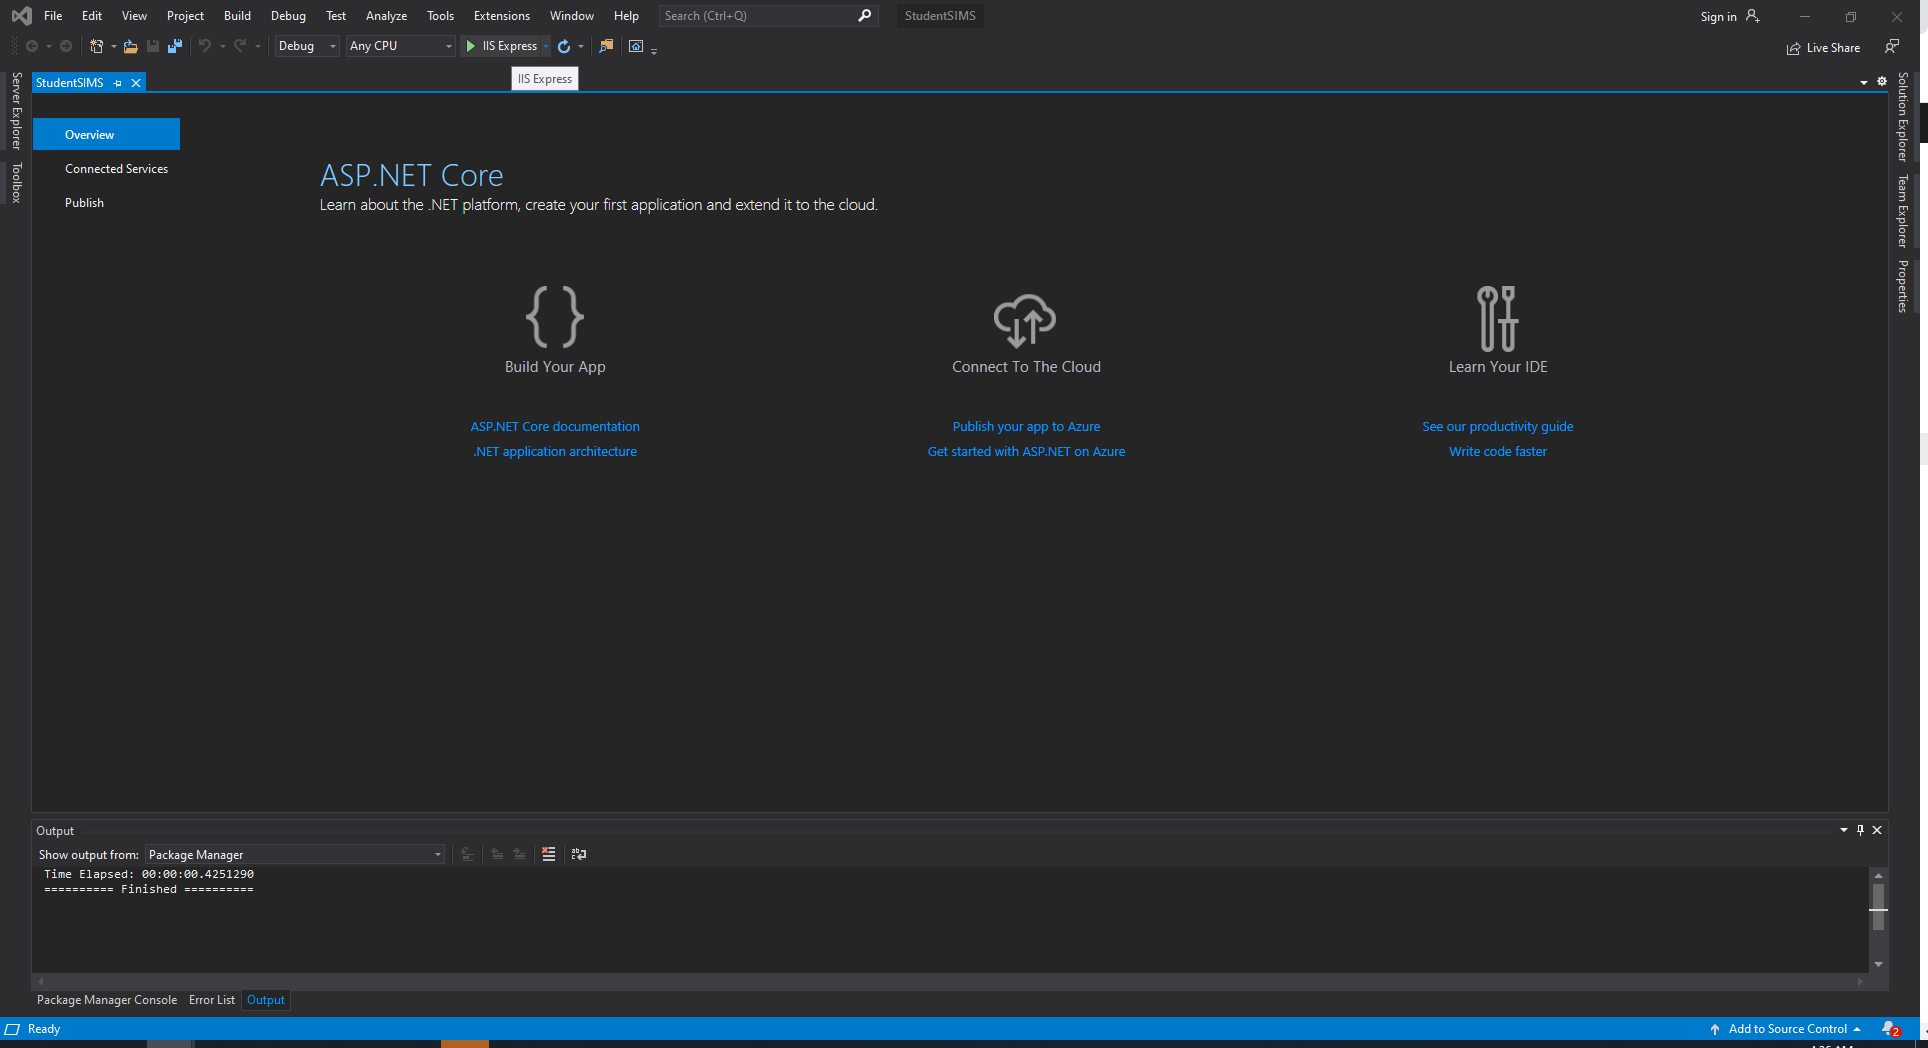 File Edit View Project Build Debug Test Analyze Tools Extensions Window Help Search (Ctrl+Q) StudentSIMS Sign in
Debug Any CPU IIS Express Live Share
IIS Express
StudentSIMS
Server Explorer
Toolbox
Overview
Connected Services
Publish
ASP.NET Core
Learn about the .NET platform, create your first application and extend it to the cloud.
Build Your App
ASP.NET Core documentation
.NET application architecture
Connect To The Cloud
Publish your app to Azure
Get started with ASP.NET on Azure
Learn Your IDE
See our productivity guide
Write code faster
Solution Explorer
Team Explorer
Properties
Output
Show output from: Package Manager
Time Elapsed: 00:00:00.4251290
========== Finished ==========
Package Manager Console Error List Output
Ready Add to Source Control 2